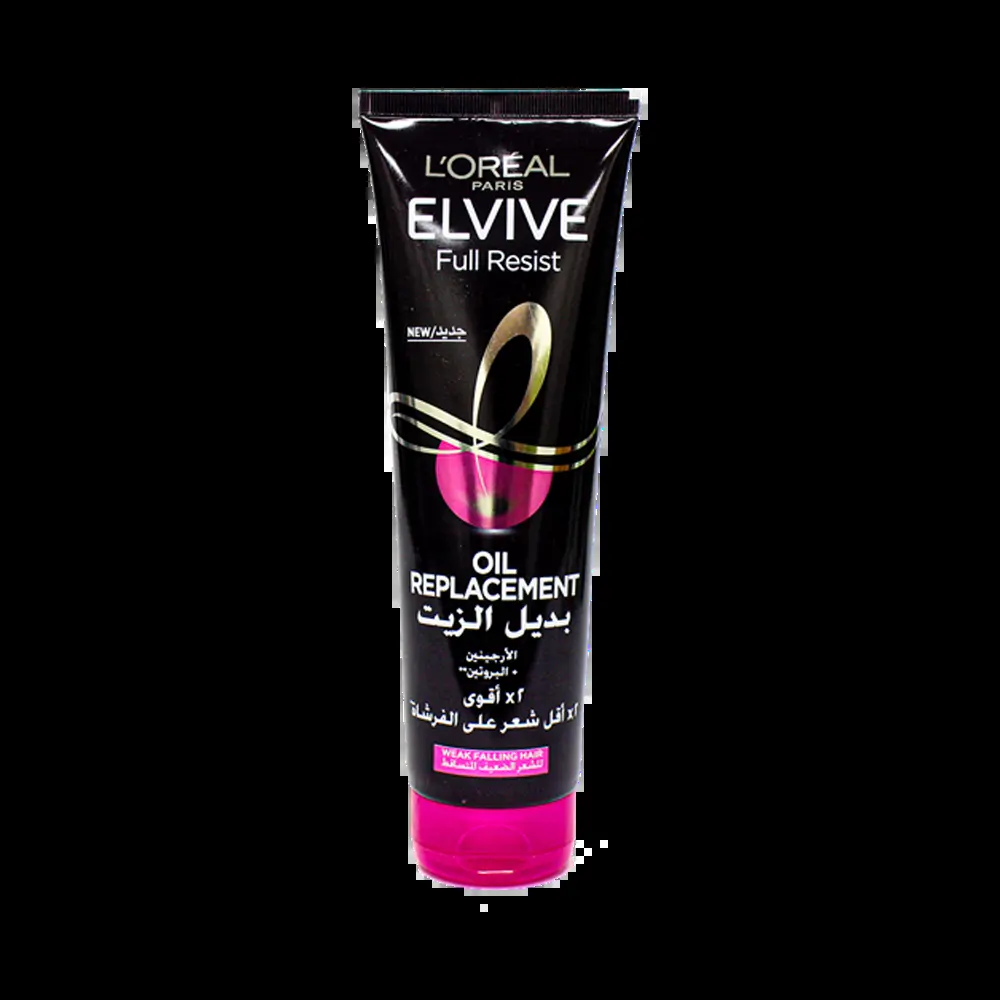 L'ORÉAL
PARIS
ELVIVE
Full Resist
NEW/جديد
OIL
REPLACEMENT
بديل الزيت
الأرجينين
+ البروتين**
x٢ أقوى
x٢ أقل شعر على الفرشاة
WEAK FALLING HAIR
للشعر الضعيف المتساقط